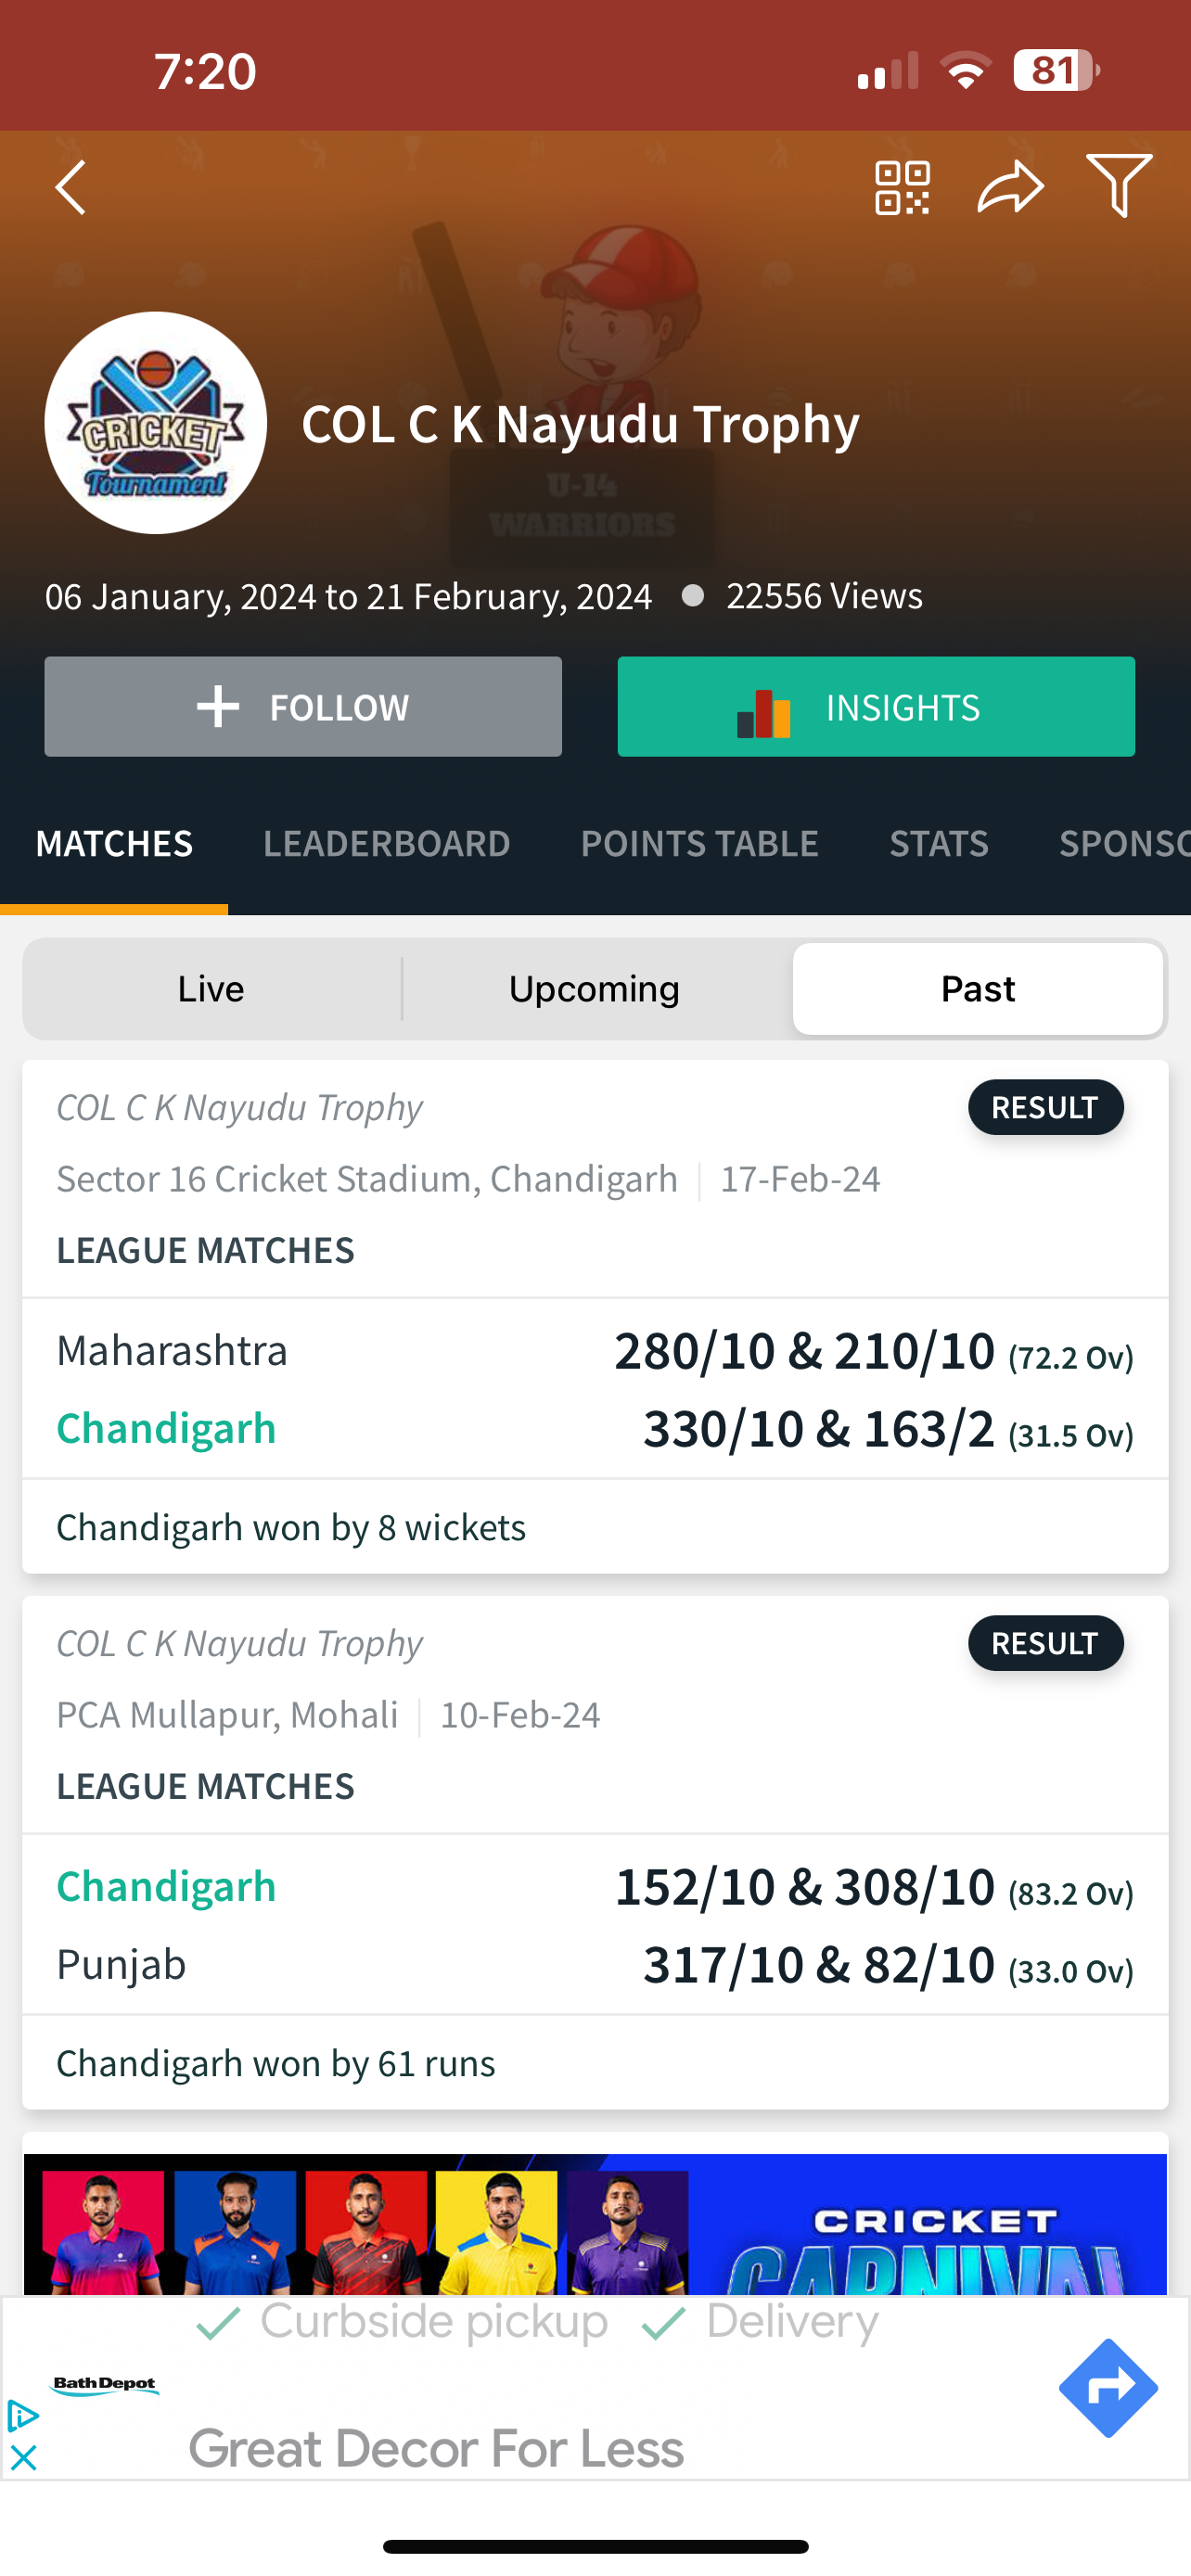 7:20
81
CRICKET
Tournament
COL C K Nayudu Trophy
U-14
WARRIORS
06 January, 2024 to 21 February, 2024 ● 22556 Views
+ FOLLOW
INSIGHTS
MATCHES LEADERBOARD POINTS TABLE STATS SPONSO
Live Upcoming Past
COL C K Nayudu Trophy RESULT
Sector 16 Cricket Stadium, Chandigarh | 17-Feb-24
LEAGUE MATCHES
Maharashtra 280/10 & 210/10 (72.2 Ov)
Chandigarh 330/10 & 163/2 (31.5 Ov)
Chandigarh won by 8 wickets
COL C K Nayudu Trophy RESULT
PCA Mullapur, Mohali | 10-Feb-24
LEAGUE MATCHES
Chandigarh 152/10 & 308/10 (83.2 Ov)
Punjab 317/10 & 82/10 (33.0 Ov)
Chandigarh won by 61 runs
CRICKET
CARNIVAL
Curbside pickup Delivery
Bath Depot
Great Decor For Less